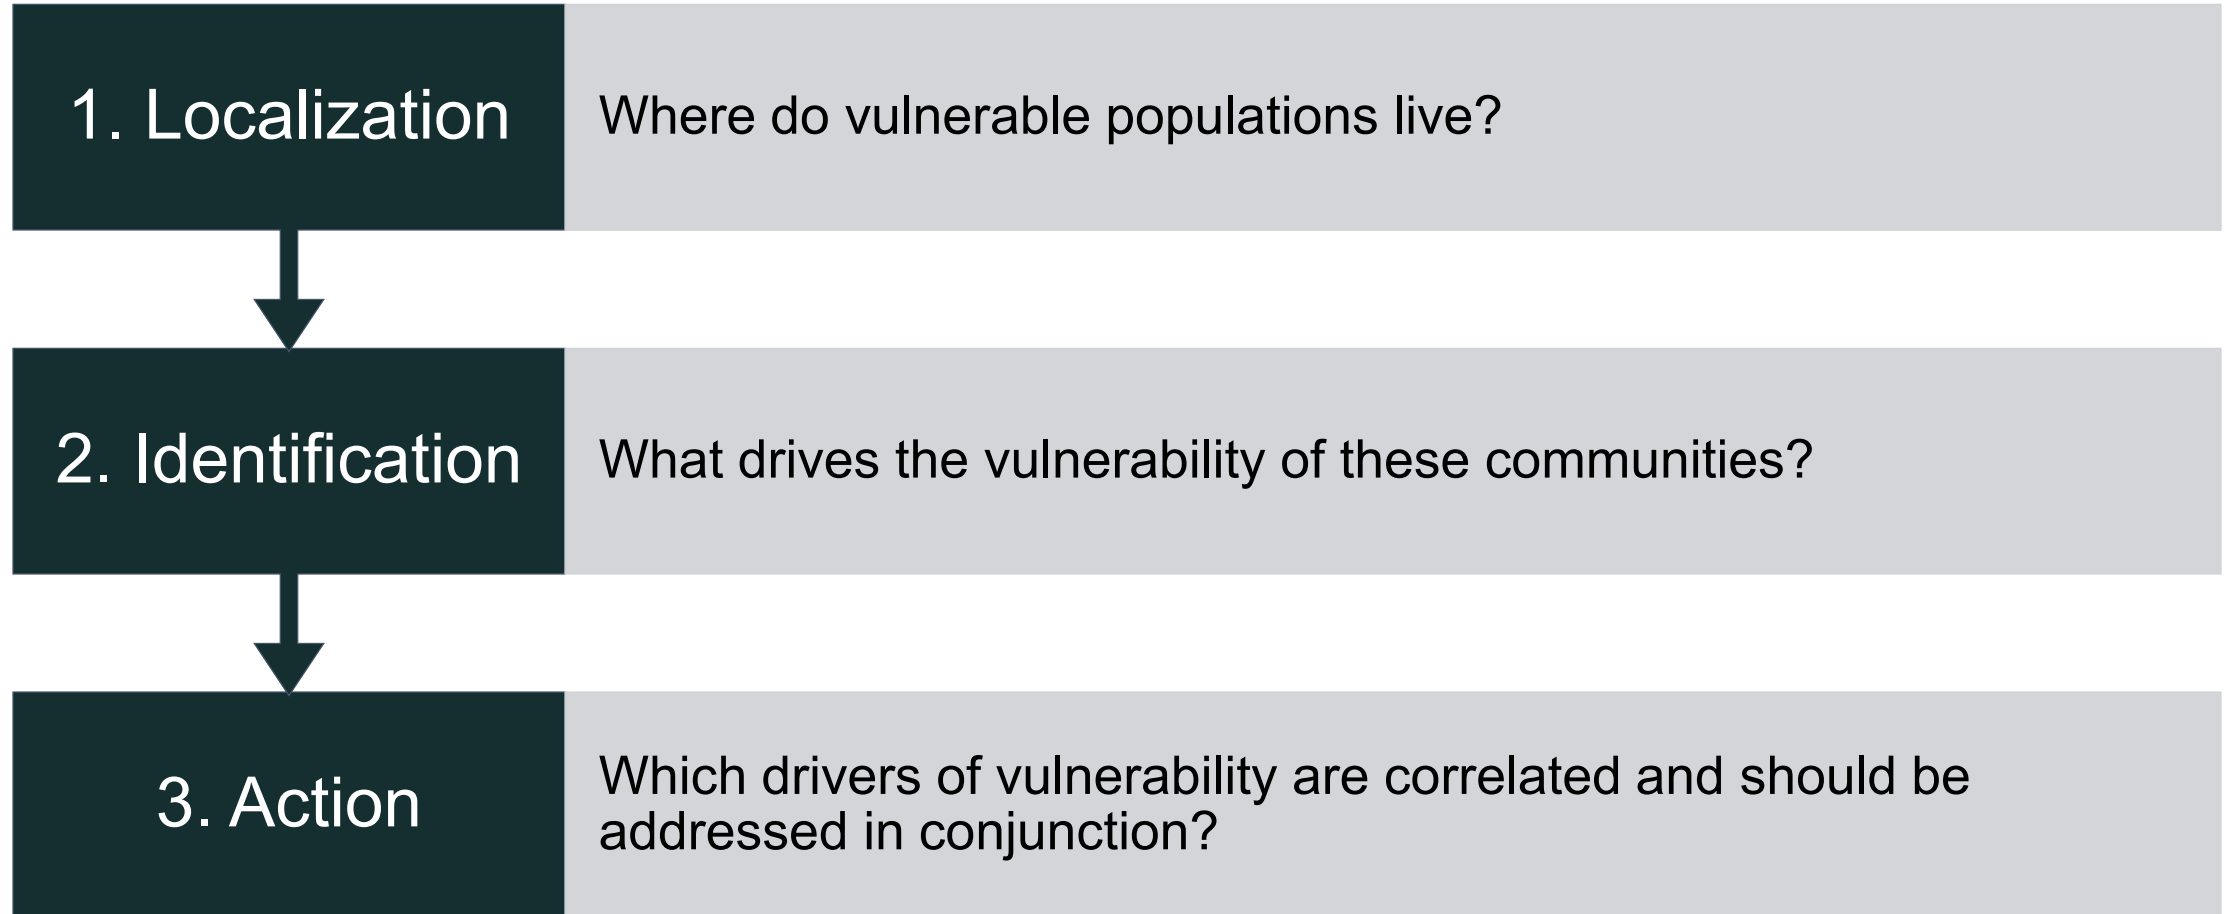 1. Localization
Where do vulnerable populations live?
2. Identification
What drives the vulnerability of these communities?
3. Action
Which drivers of vulnerability are correlated and should be
addressed in conjunction?